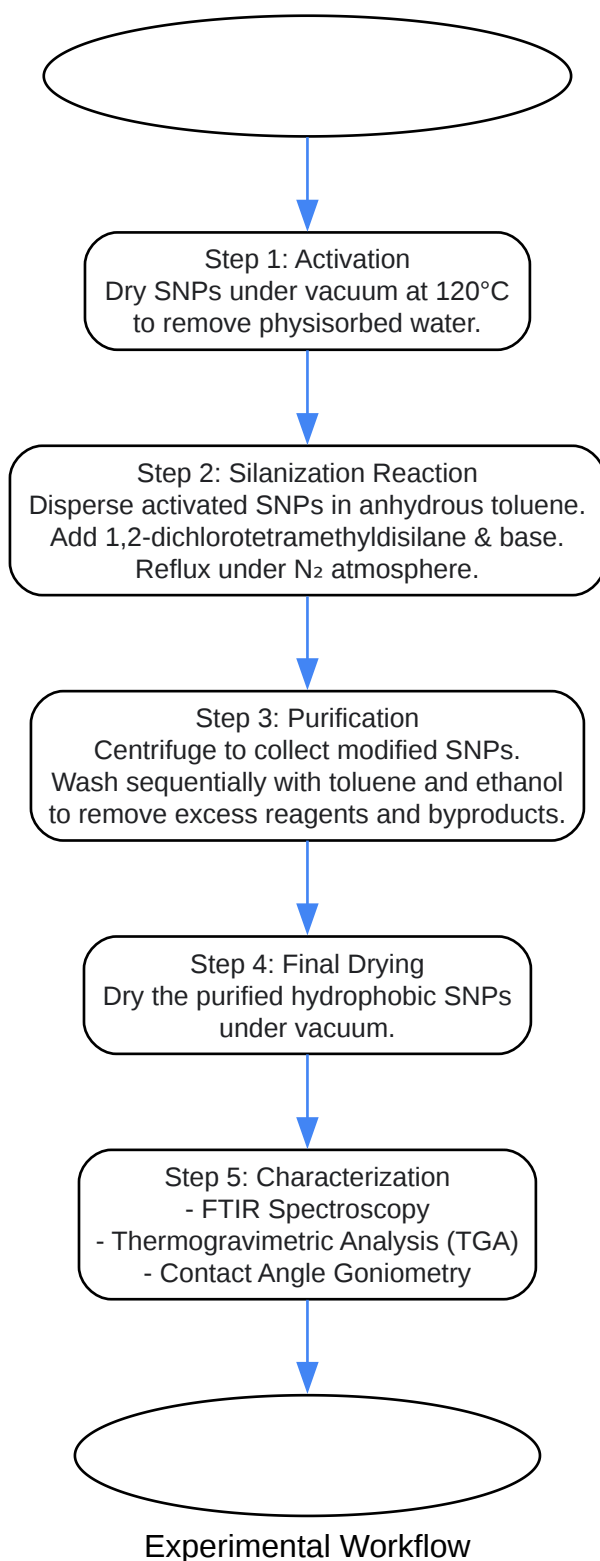 Step 1: Activation
Dry SNPs under vacuum at 120°C
to remove physisorbed water.
Step 2: Silanization Reaction
Disperse activated SNPs in anhydrous toluene.
Add 1,2-dichlorotetramethyldisilane & base.
Reflux under N₂ atmosphere.
Step 3: Purification
Centrifuge to collect modified SNPs.
Wash sequentially with toluene and ethanol
to remove excess reagents and byproducts.
Step 4: Final Drying
Dry the purified hydrophobic SNPs
under vacuum.
Step 5: Characterization
- FTIR Spectroscopy
- Thermogravimetric Analysis (TGA)
- Contact Angle Goniometry
Experimental Workflow